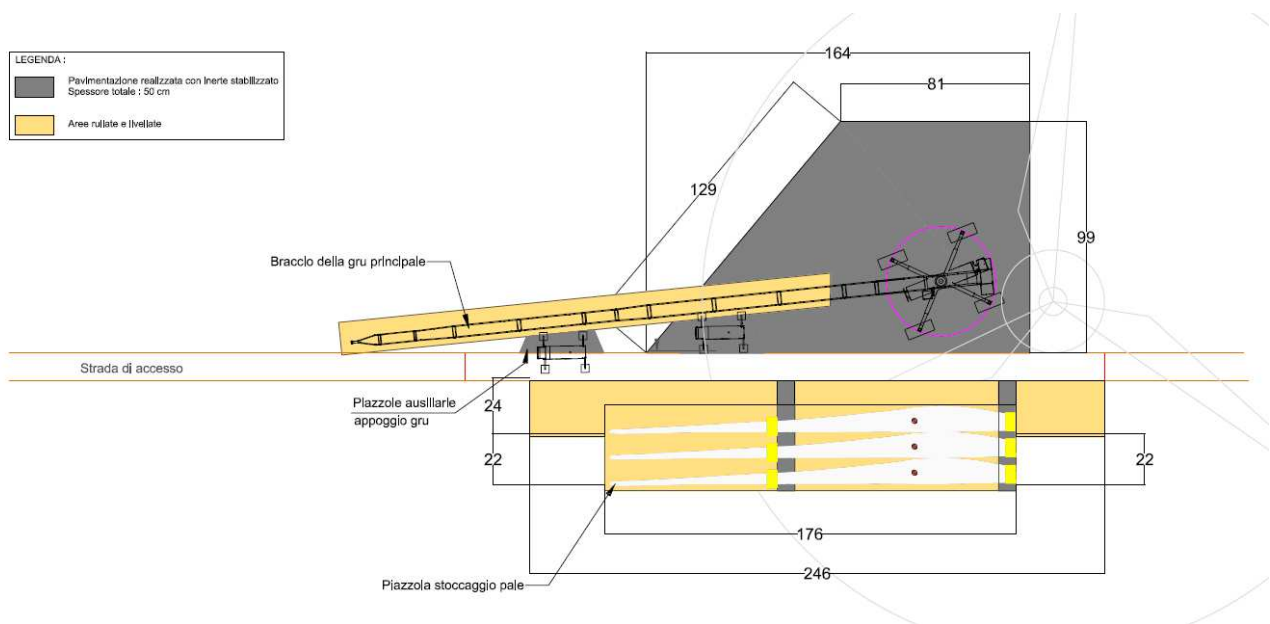 LEGENDA :
Pavimentazione realizzata con inerte stabilizzato
Spessore totale : 50 cm
Aree rullate e livellate
164
81
129
99
Braccio della gru principale
Strada di accesso
Piazzole ausiliarie
appoggio gru
24
22
22
176
246
Piazzola stoccaggio pale